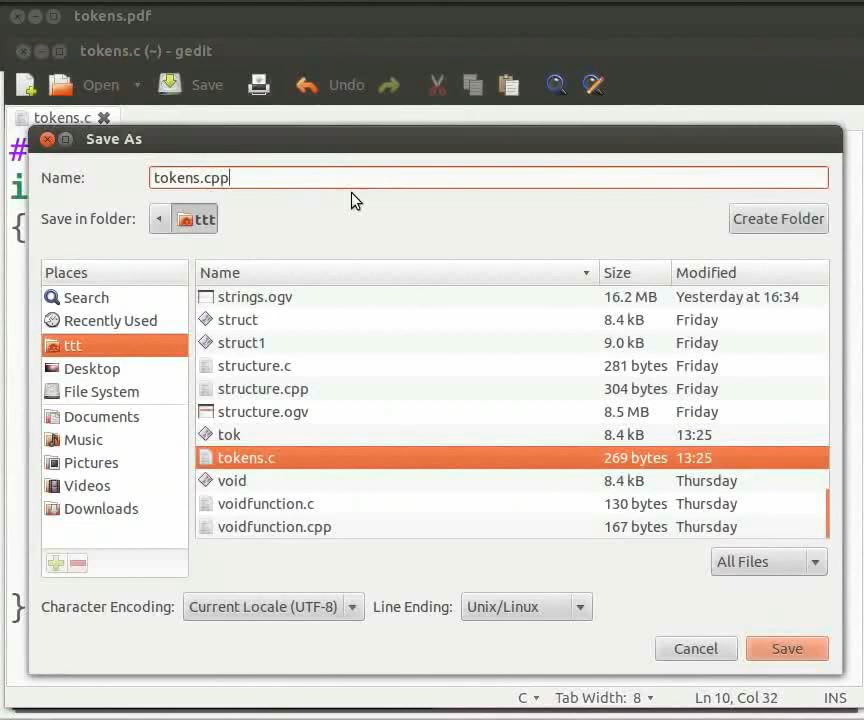 tokens.pdf
tokens.c (~) - gedit
Open Save Undo
tokens.c
#
i
{
}
Save As
Name: tokens.cpp
Save in folder: ttt Create Folder
Places Name Size Modified
Search
Recently Used
ttt
Desktop
File System
Documents
Music
Pictures
Videos
Downloads
strings.ogv 16.2 MB Yesterday at 16:34
struct 8.4 kB Friday
struct1 9.0 kB Friday
structure.c 281 bytes Friday
structure.cpp 304 bytes Friday
structure.ogv 8.5 MB Friday
tok 8.4 kB 13:25
tokens.c 269 bytes 13:25
void 8.4 kB Thursday
voidfunction.c 130 bytes Thursday
voidfunction.cpp 167 bytes Thursday
All Files
Character Encoding: Current Locale (UTF-8) Line Ending: Unix/Linux
Cancel Save
C Tab Width: 8 Ln 10, Col 32 INS